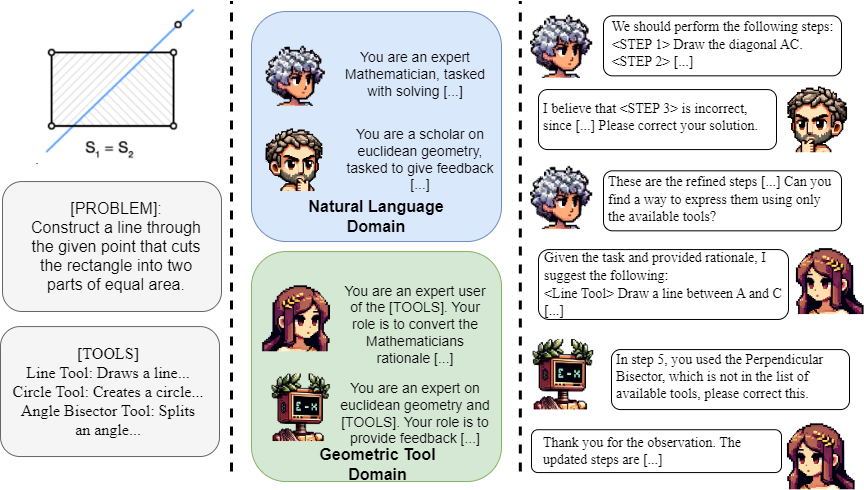 S₁ = S₂
[PROBLEM]:
Construct a line through
the given point that cuts
the rectangle into two
parts of equal area.
[TOOLS]
Line Tool: Draws a line...
Circle Tool: Creates a circle...
Angle Bisector Tool: Splits
an angle...
You are an expert
Mathematician, tasked
with solving [...]
You are a scholar on
euclidean geometry,
tasked to give feedback
[...]
Natural Language
Domain
You are an expert user
of the [TOOLS]. Your
role is to convert the
Mathematicians
rationale [...]
You are an expert on
euclidean geometry and
[TOOLS]. Your role is to
provide feedback [...]
Geometric Tool
Domain
We should perform the following steps:
<STEP 1> Draw the diagonal AC.
<STEP 2> [...]
I believe that <STEP 3> is incorrect,
since [...] Please correct your solution.
These are the refined steps [...] Can you
find a way to express them using only
the available tools?
Given the task and provided rationale, I
suggest the following:
<Line Tool> Draw a line between A and C
[...]
In step 5, you used the Perpendicular
Bisector, which is not in the list of
available tools, please correct this.
Thank you for the observation. The
updated steps are [...]